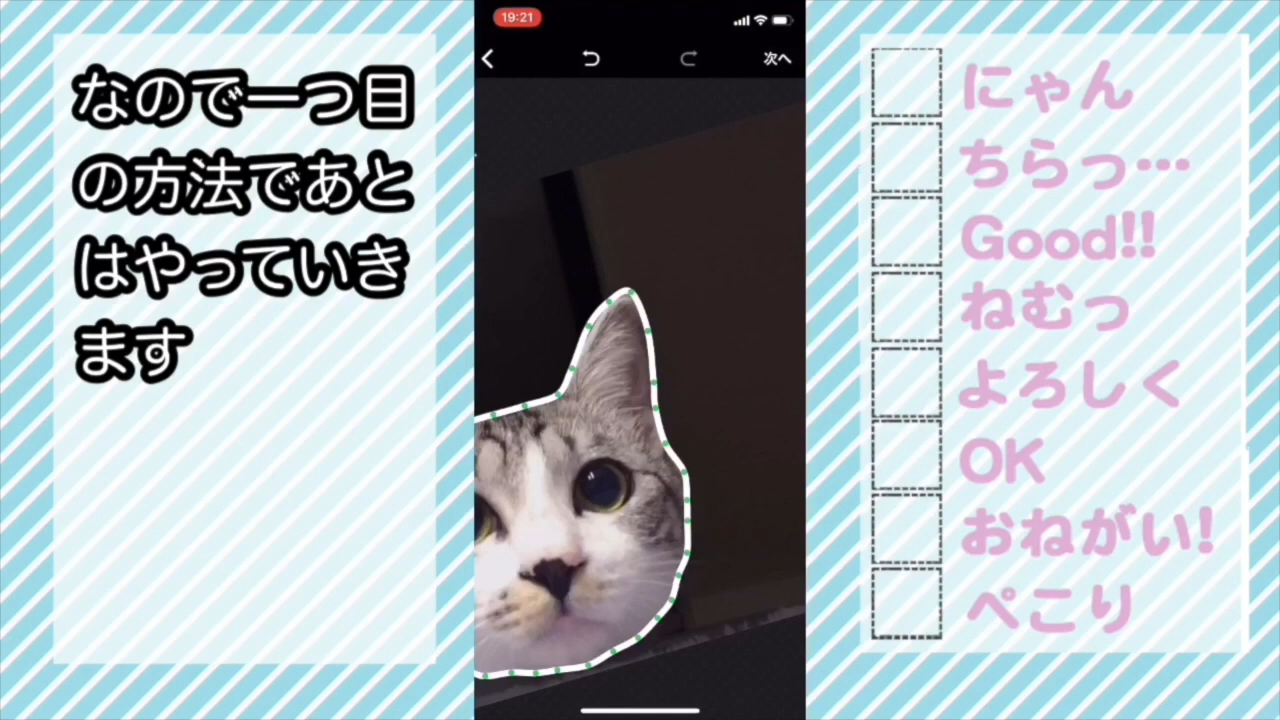 なので一つ目
の方法であと
はやっていき
ます
19:21
次へ
にゃん
ちらっ…
Good!!
ねむっ
よろしく
OK
おねがい!
ぺこり